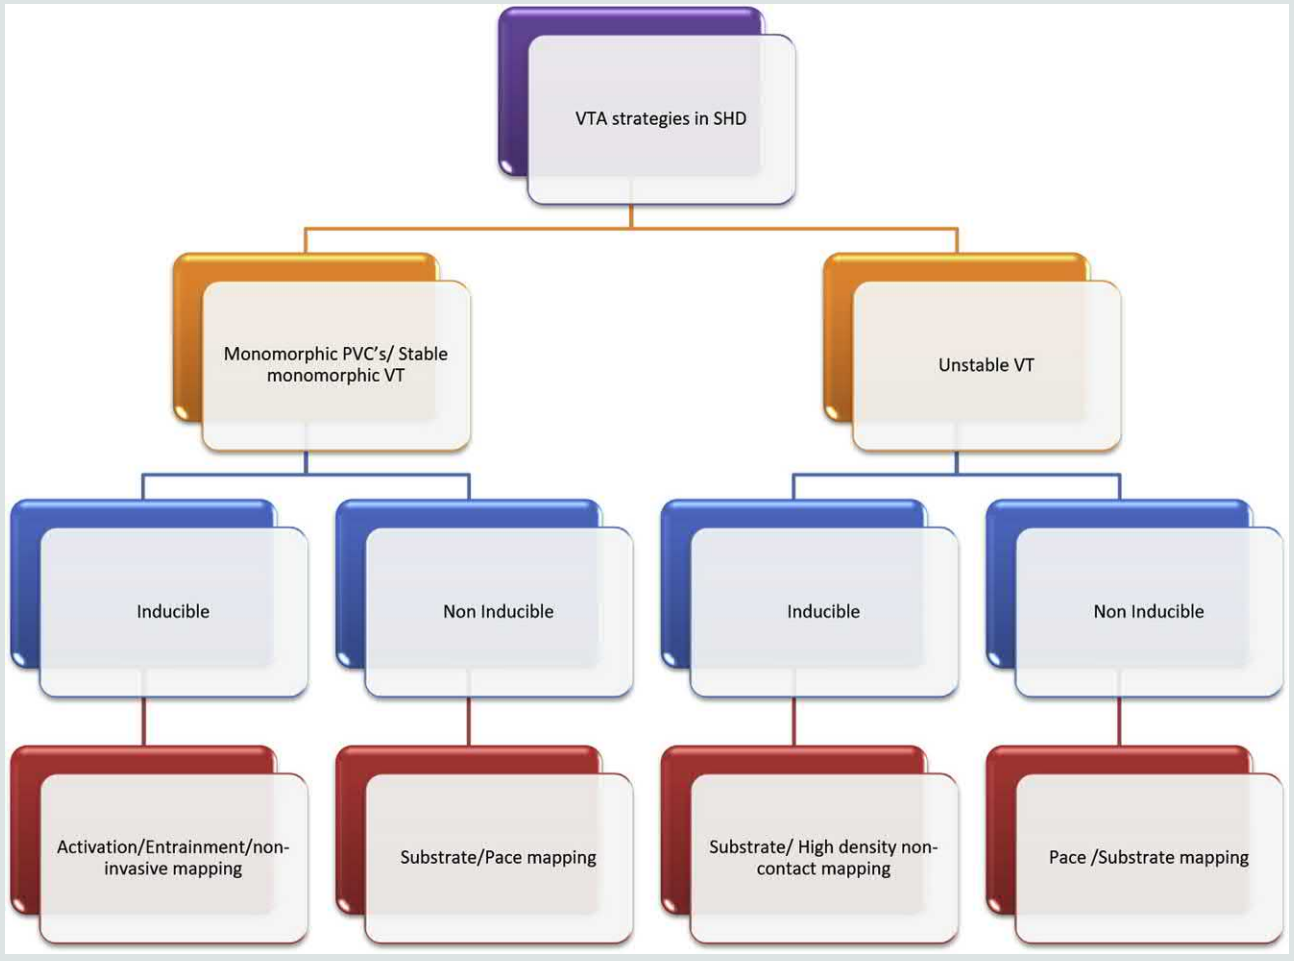 VTA strategies in SHD
Monomorphic PVC's/ Stable
monomorphic VT
Unstable VT
Inducible
Non Inducible
Inducible
Non Inducible
Activation/Entrainment/non-
invasive mapping
Substrate/Pace mapping
Substrate/ High density non-
contact mapping
Pace /Substrate mapping